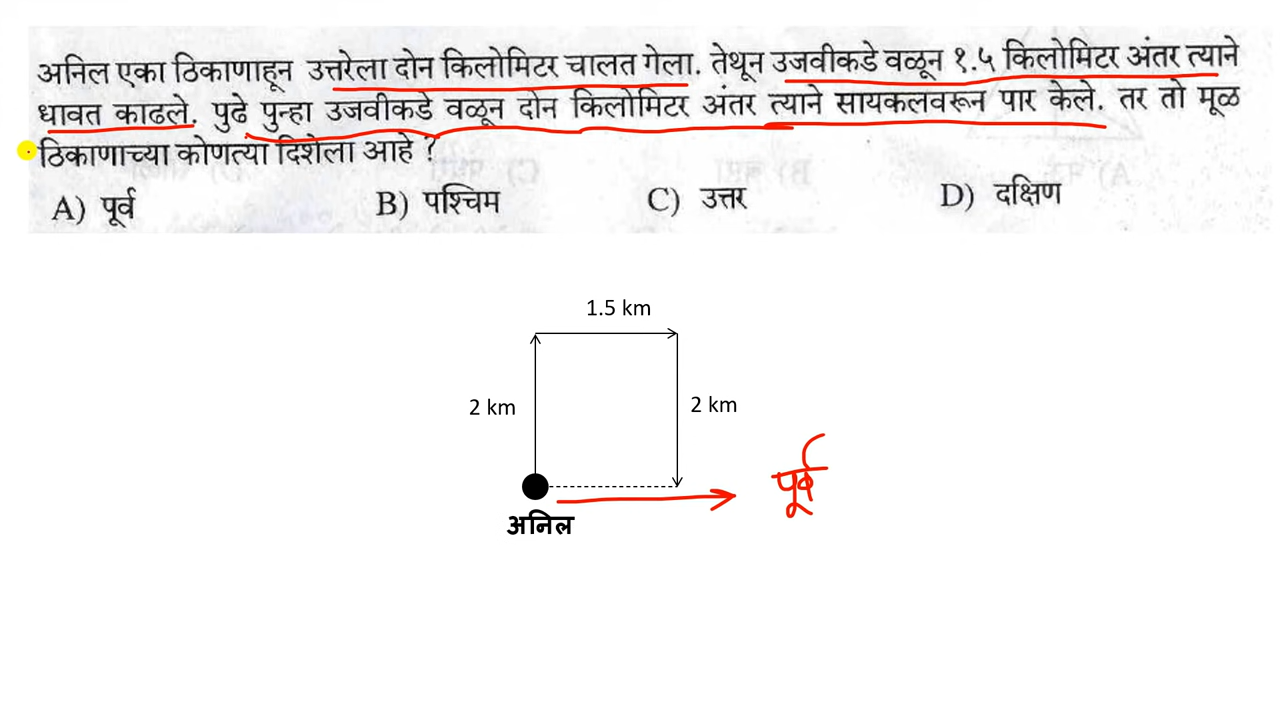 अनिल एका ठिकाणाहून उत्तरेला दोन किलोमिटर चालत गेला. तेथून उजवीकडे वळून १.५ किलोमिटर अंतर त्याने
धावत काढले. पुढे पुन्हा उजवीकडे वळून दोन किलोमिटर अंतर त्याने सायकलवरून पार केले. तर तो मूळ
ठिकाणाच्या कोणत्या दिशेला आहे ?
A) पूर्व B) पश्चिम C) उत्तर D) दक्षिण
1.5 km
2 km 2 km
पूर्व
अनिल